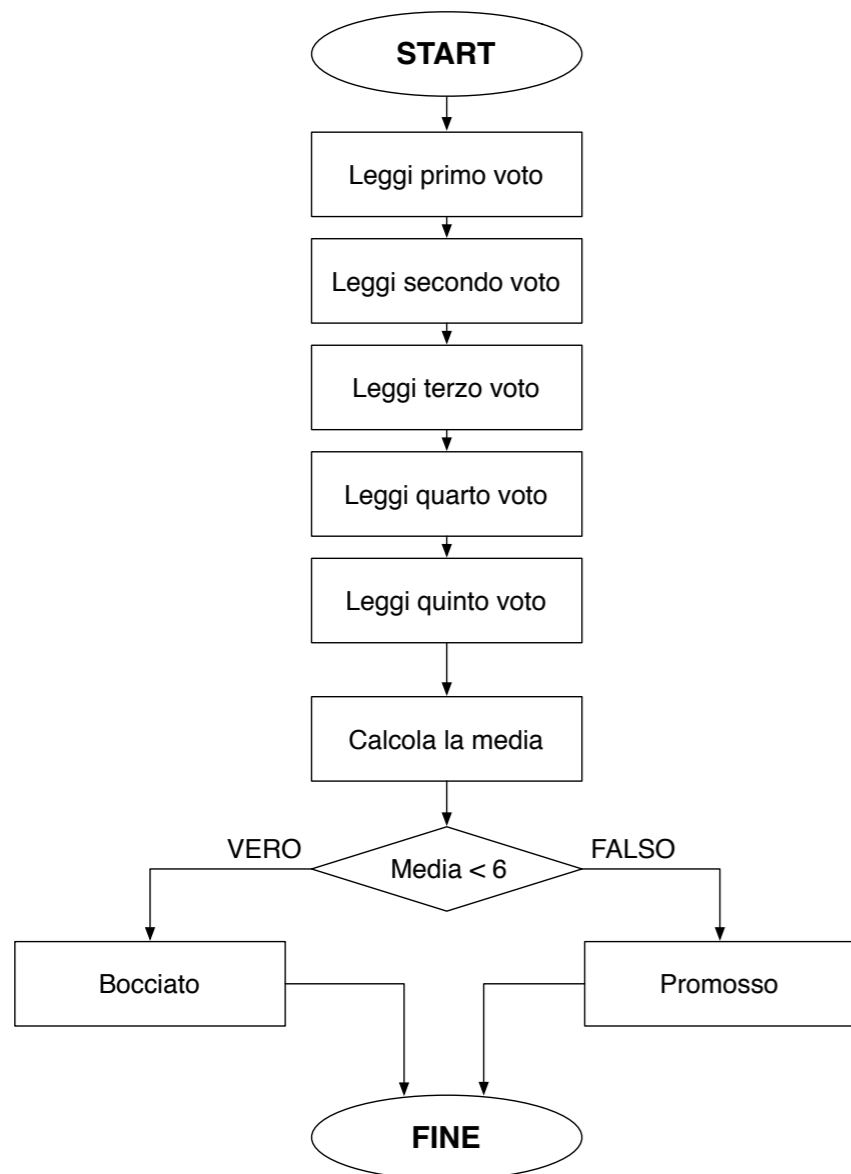 START
Leggi primo voto
Leggi secondo voto
Leggi terzo voto
Leggi quarto voto
Leggi quinto voto
Calcola la media
VERO
Media < 6
FALSO
Bocciato
Promosso
FINE